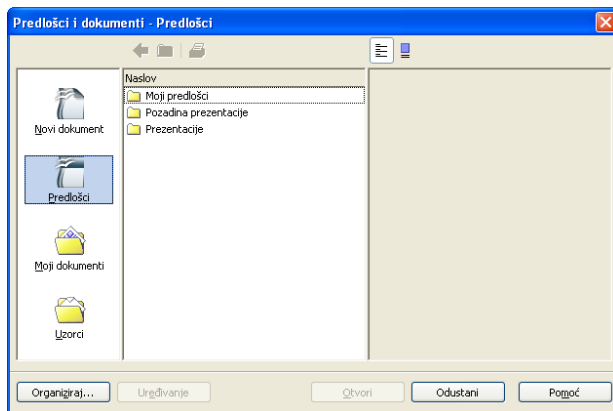 Predlošci i dokumenti - Predlošci
Naslov
Moji predlošci
Pozadina prezentacije
Prezentacije
Novi dokument
Predlošci
Moji dokumenti
Uzorci
Organiziraj...
Uređivanje
Otvori
Odustani
Pomoć